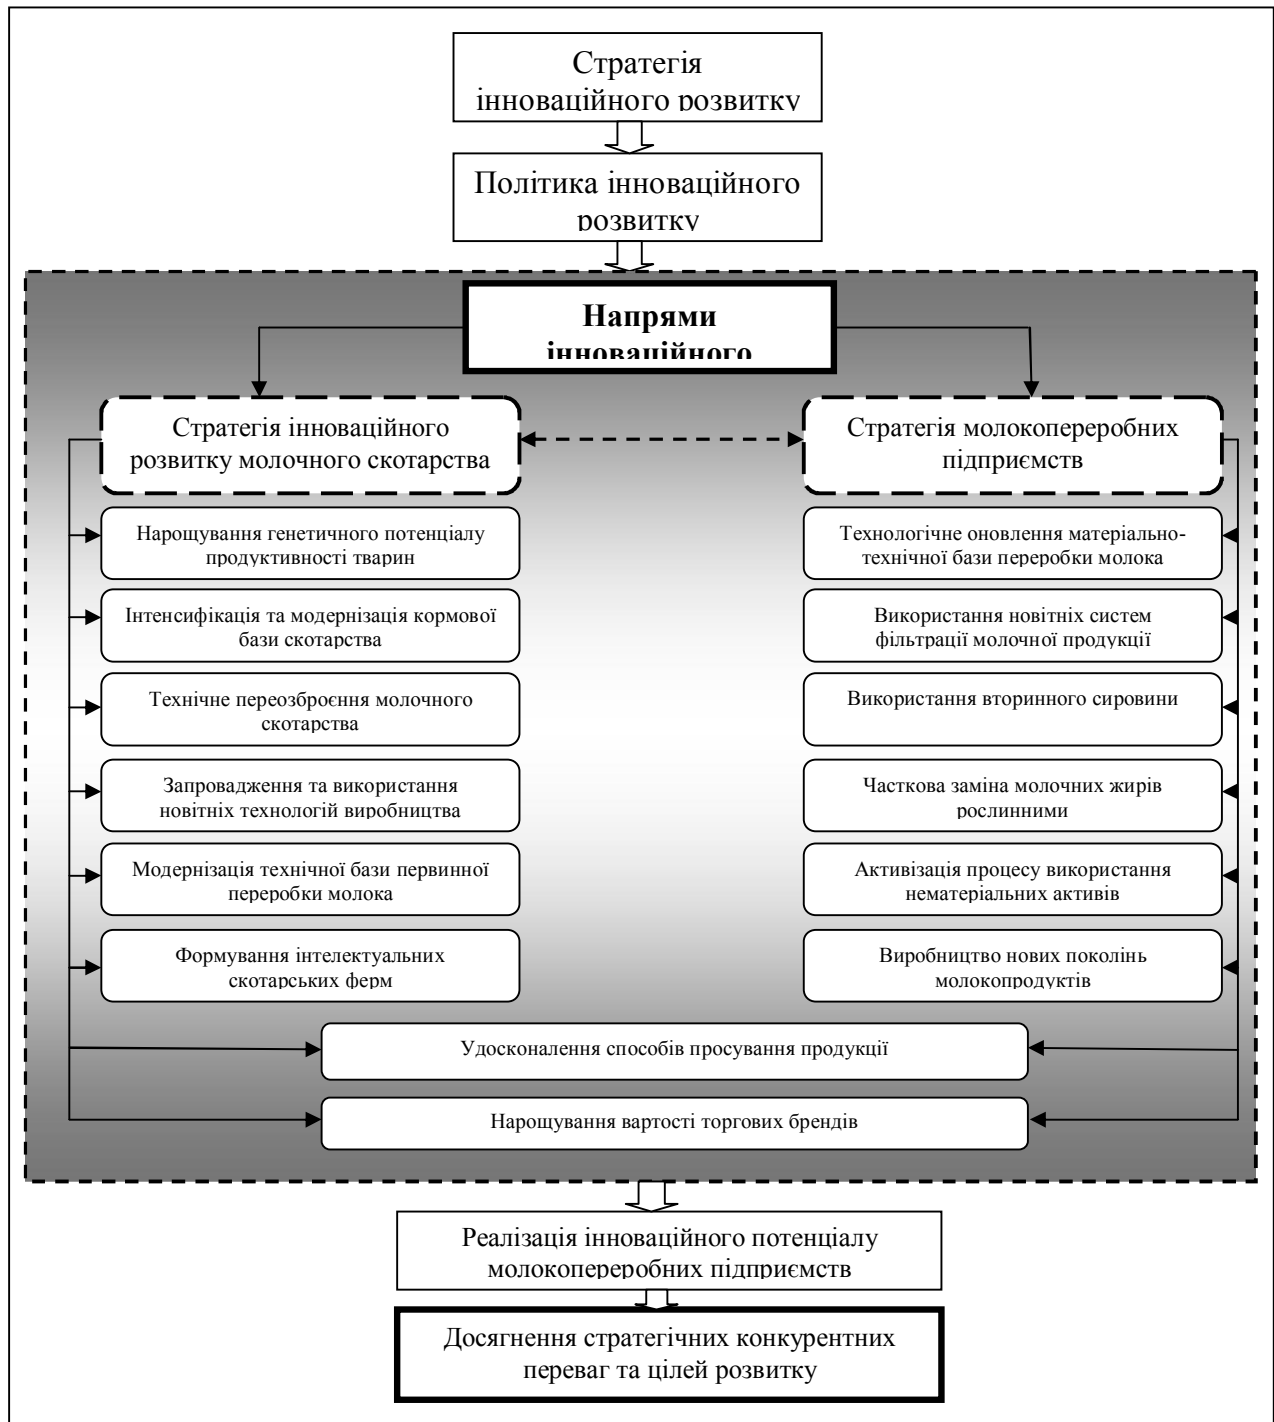 Стратегія
інноваційного розвитку
Політика інноваційного
розвитку
Напрями
інноваційного
Стратегія інноваційного
розвитку молочного скотарства
Стратегія молокопереробних
підприємств
Нарощування генетичного потенціалу
продуктивності тварин
Технологічне оновлення матеріально-
технічної бази переробки молока
Інтенсифікація та модернізація кормової
бази скотарства
Використання новітніх систем
фільтрації молочної продукції
Технічне переозброєння молочного
скотарства
Використання вторинного сировини
Запровадження та використання
новітніх технологій виробництва
Часткова заміна молочних жирів
рослинними
Модернізація технічної бази первинної
переробки молока
Активізація процесу використання
нематеріальних активів
Формування інтелектуальних
скотарських ферм
Виробництво нових поколінь
молокопродуктів
Удосконалення способів просування продукції
Нарощування вартості торгових брендів
Реалізація інноваційного потенціалу
молокопереробних підприємств
Досягнення стратегічних конкурентних
переваг та цілей розвитку